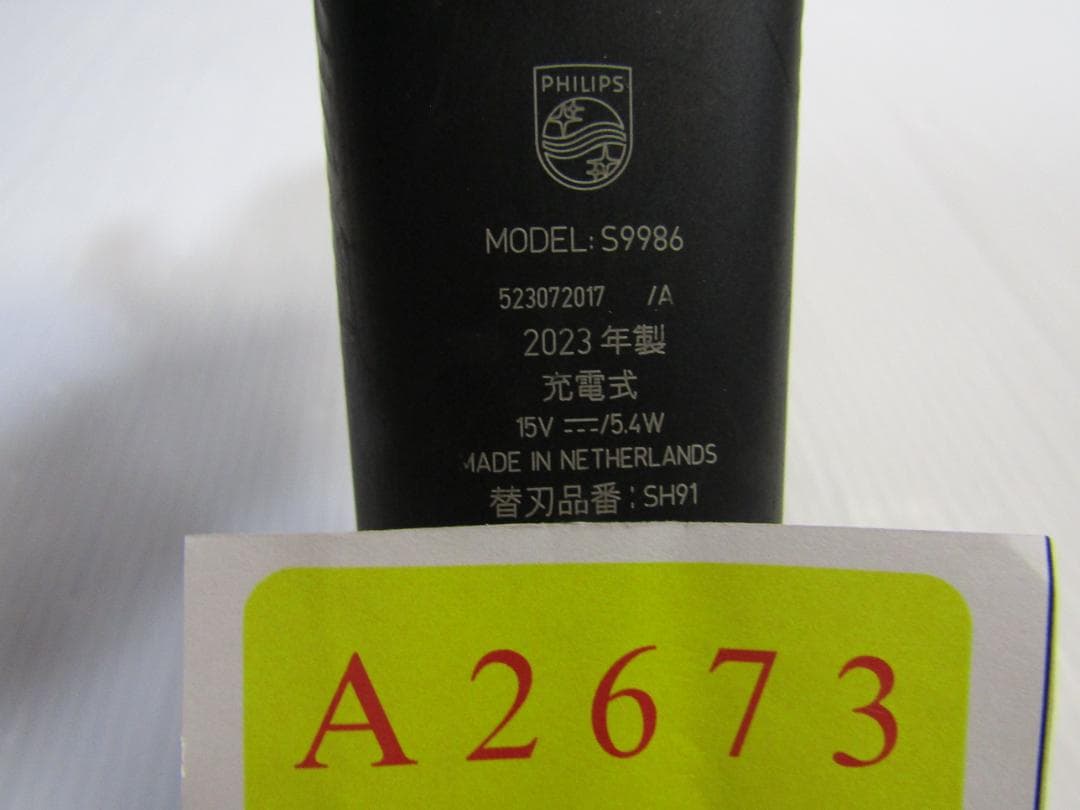 PHILIPS
MODEL: S9986
523072017 /A
2023 年製
充電式
15V ⎓/5.4W
MADE IN NETHERLANDS
替刃品番: SH91
A2673